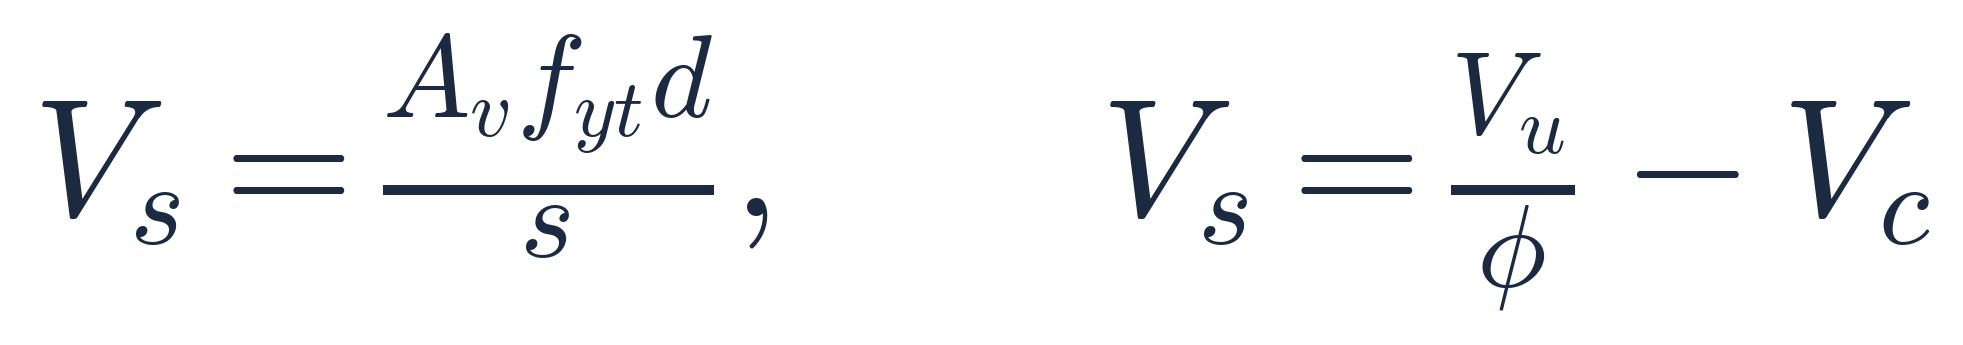 V_s = \frac{A_v f_{yt} d}{s}, \qquad V_s = \frac{V_u}{\phi} - V_c